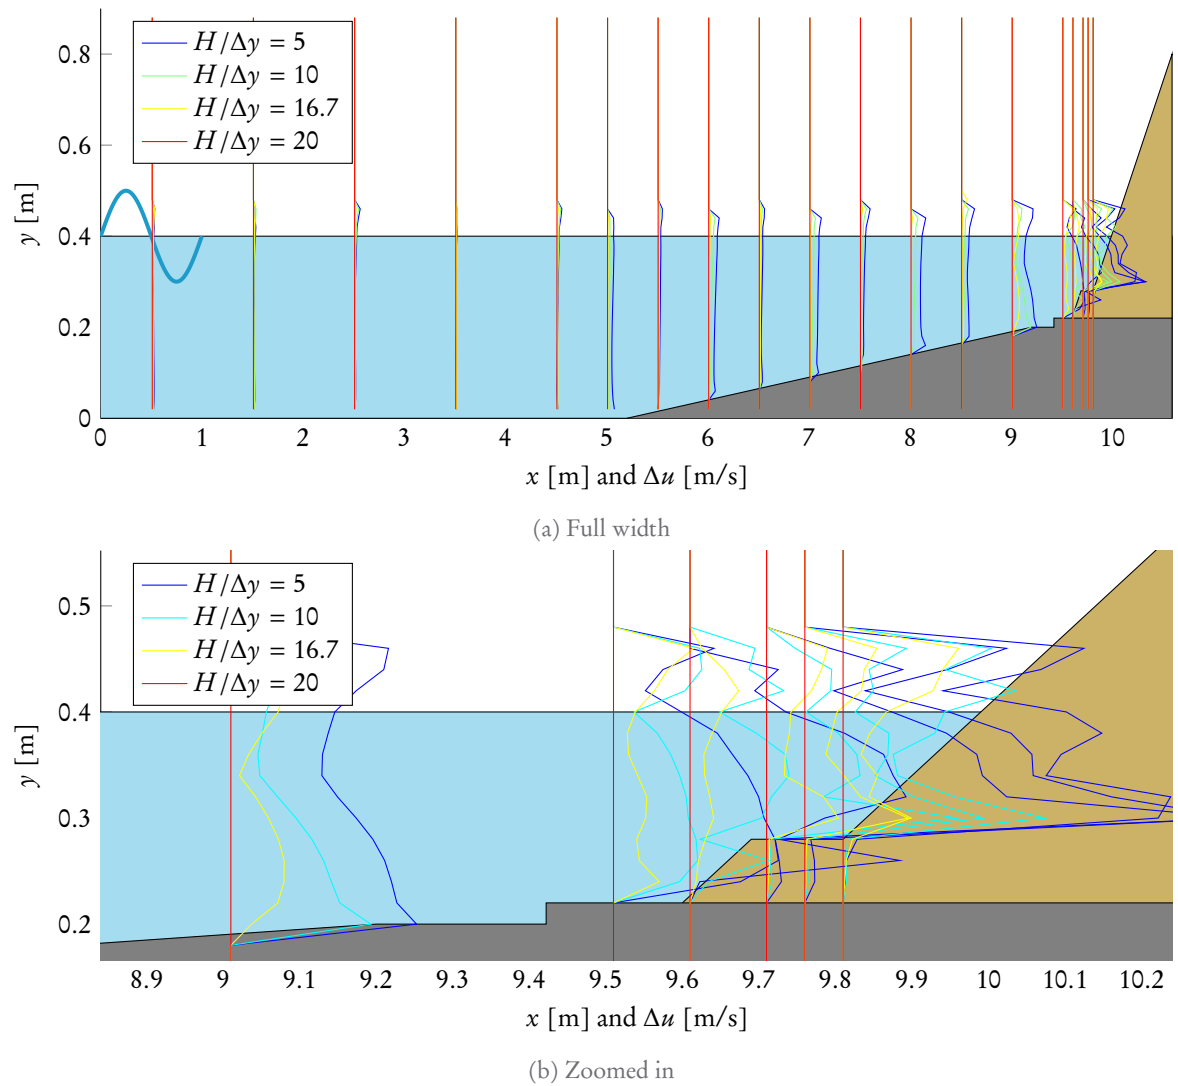 0.8
0.6
0.4
0.2
0
y [m]
H/Δy = 5
H/Δy = 10
H/Δy = 16.7
H/Δy = 20
0 1 2 3 4 5 6 7 8 9 10
x [m] and Δu [m/s]
(a) Full width
0.5
0.4
0.3
0.2
y [m]
H/Δy = 5
H/Δy = 10
H/Δy = 16.7
H/Δy = 20
8.9 9 9.1 9.2 9.3 9.4 9.5 9.6 9.7 9.8 9.9 10 10.1 10.2
x [m] and Δu [m/s]
(b) Zoomed in